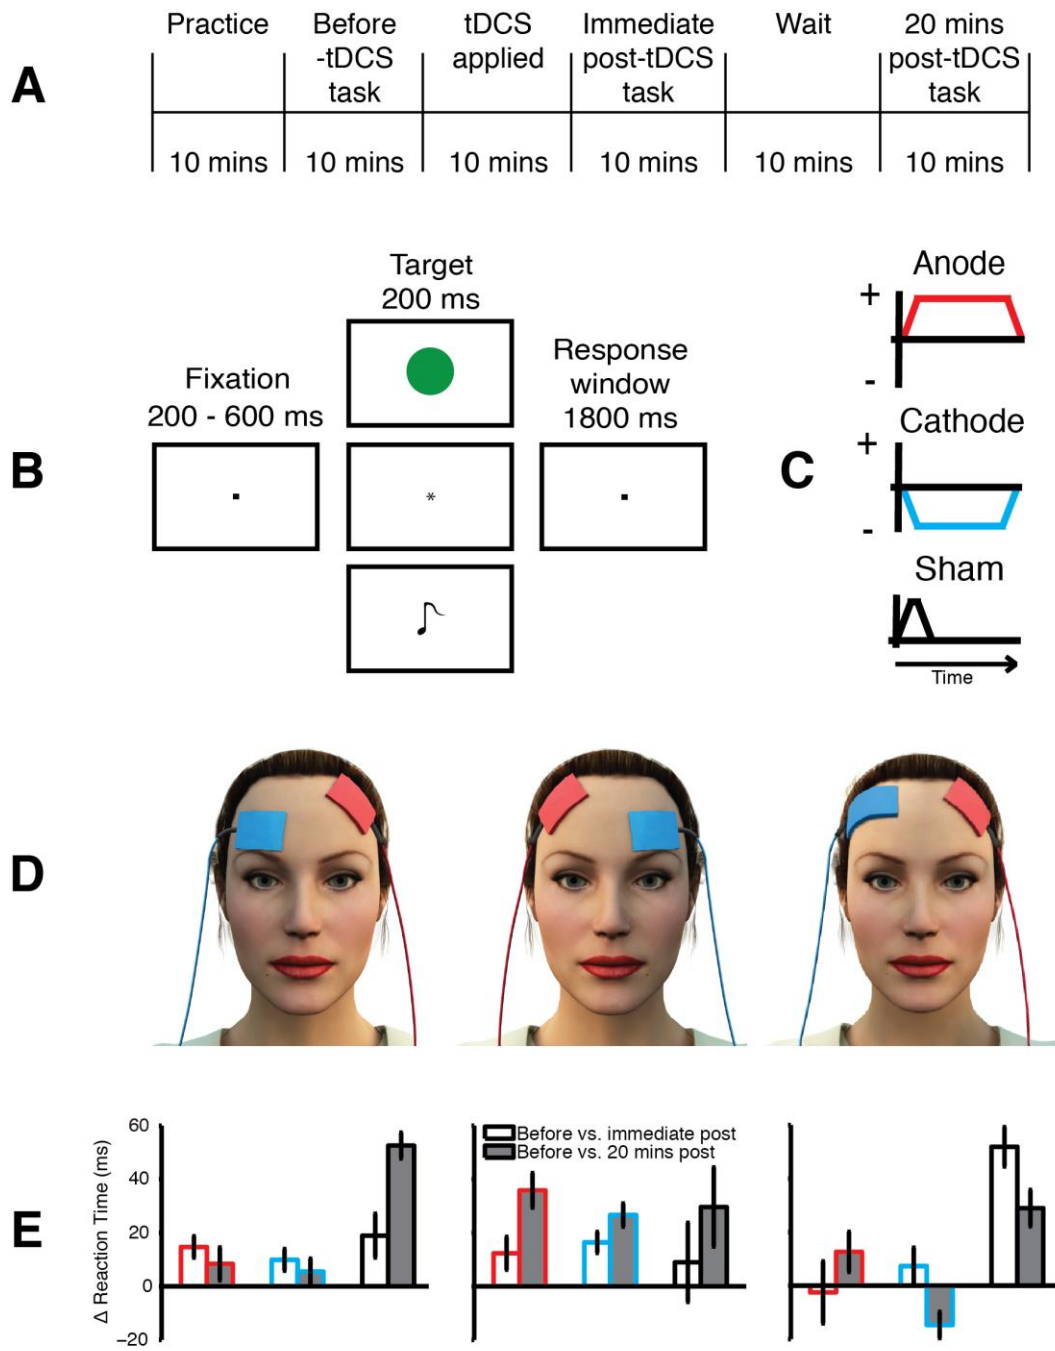 A
Practice
Before
-tDCS
task
tDCS
applied
Immediate
post-tDCS
task
Wait
20 mins
post-tDCS
task
10 mins
10 mins
10 mins
10 mins
10 mins
10 mins
B
Fixation
200 - 600 ms
Target
200 ms
*
Response
window
1800 ms
C
Anode
+
-
Cathode
+
-
Sham
Time
D
E
Δ Reaction Time (ms)
60
40
20
0
−20
Before vs. immediate post
Before vs. 20 mins post